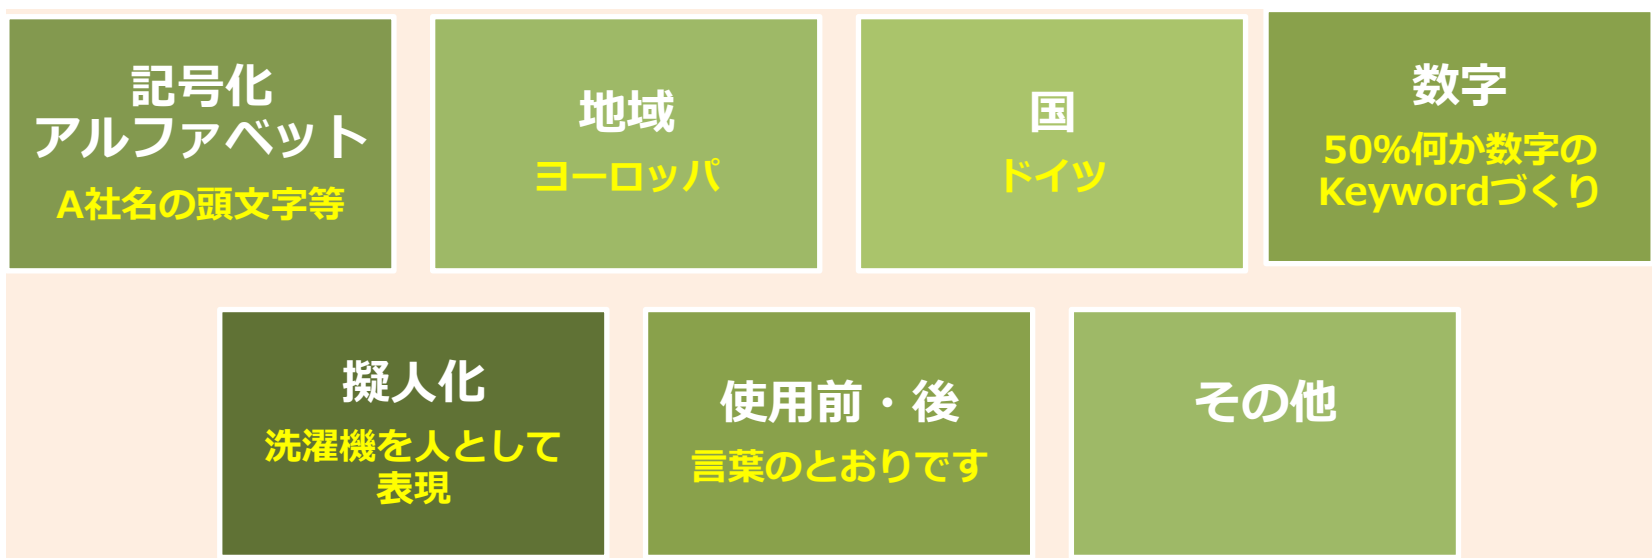 記号化
アルファベット
A社名の頭文字等
地域
ヨーロッパ
国
ドイツ
数字
50%何か数字の
Keywordづくり
擬人化
洗濯機を人として
表現
使用前・後
言葉のとおりです
その他